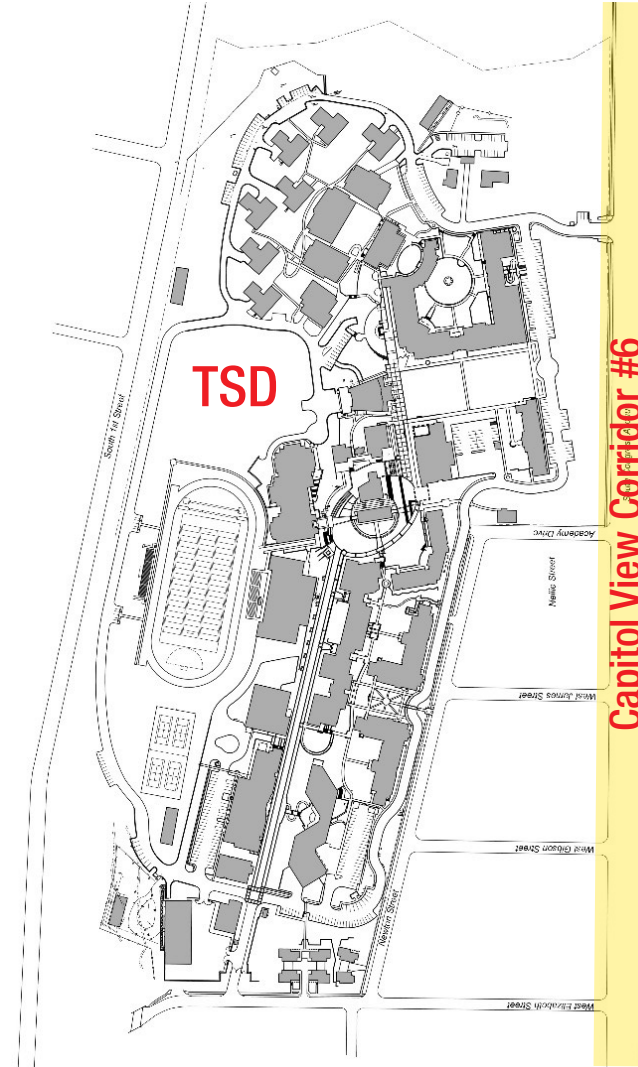 TSD
South 1st Street
Capitol View Corridor #6
Academy Drive
Nellie Street
West James Street
West Gibson Street
Newton Street
West Elizabeth Street